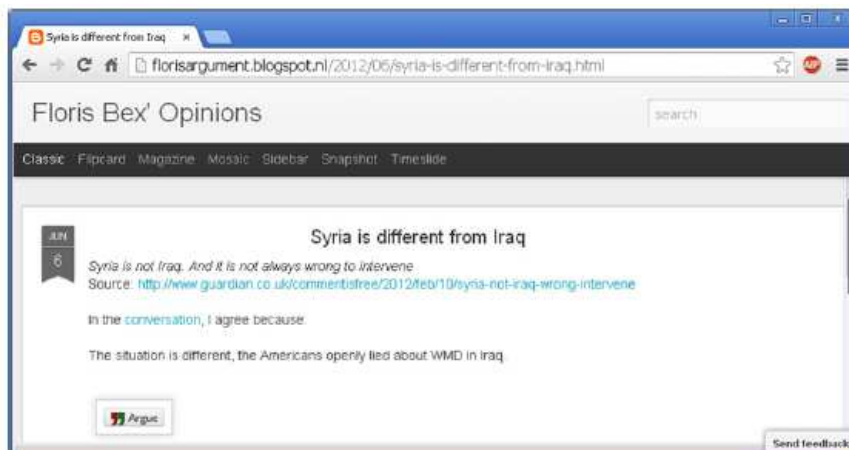 Syria is different from Iraq
florisargument.blogspot.nl/2012/06/syria-is-different-from-iraq.html
Floris Bex' Opinions
search
Classic Flipcard Magazine Mosaic Sidebar Snapshot Timeslide
JUN
6
Syria is different from Iraq
Syria is not Iraq. And it is not always wrong to intervene
Source: http://www.guardian.co.uk/commentisfree/2012/feb/10/syria-not-iraq-wrong-intervene
In the conversation, I agree because:
The situation is different, the Americans openly lied about WMD in Iraq
Argue
Send feedback